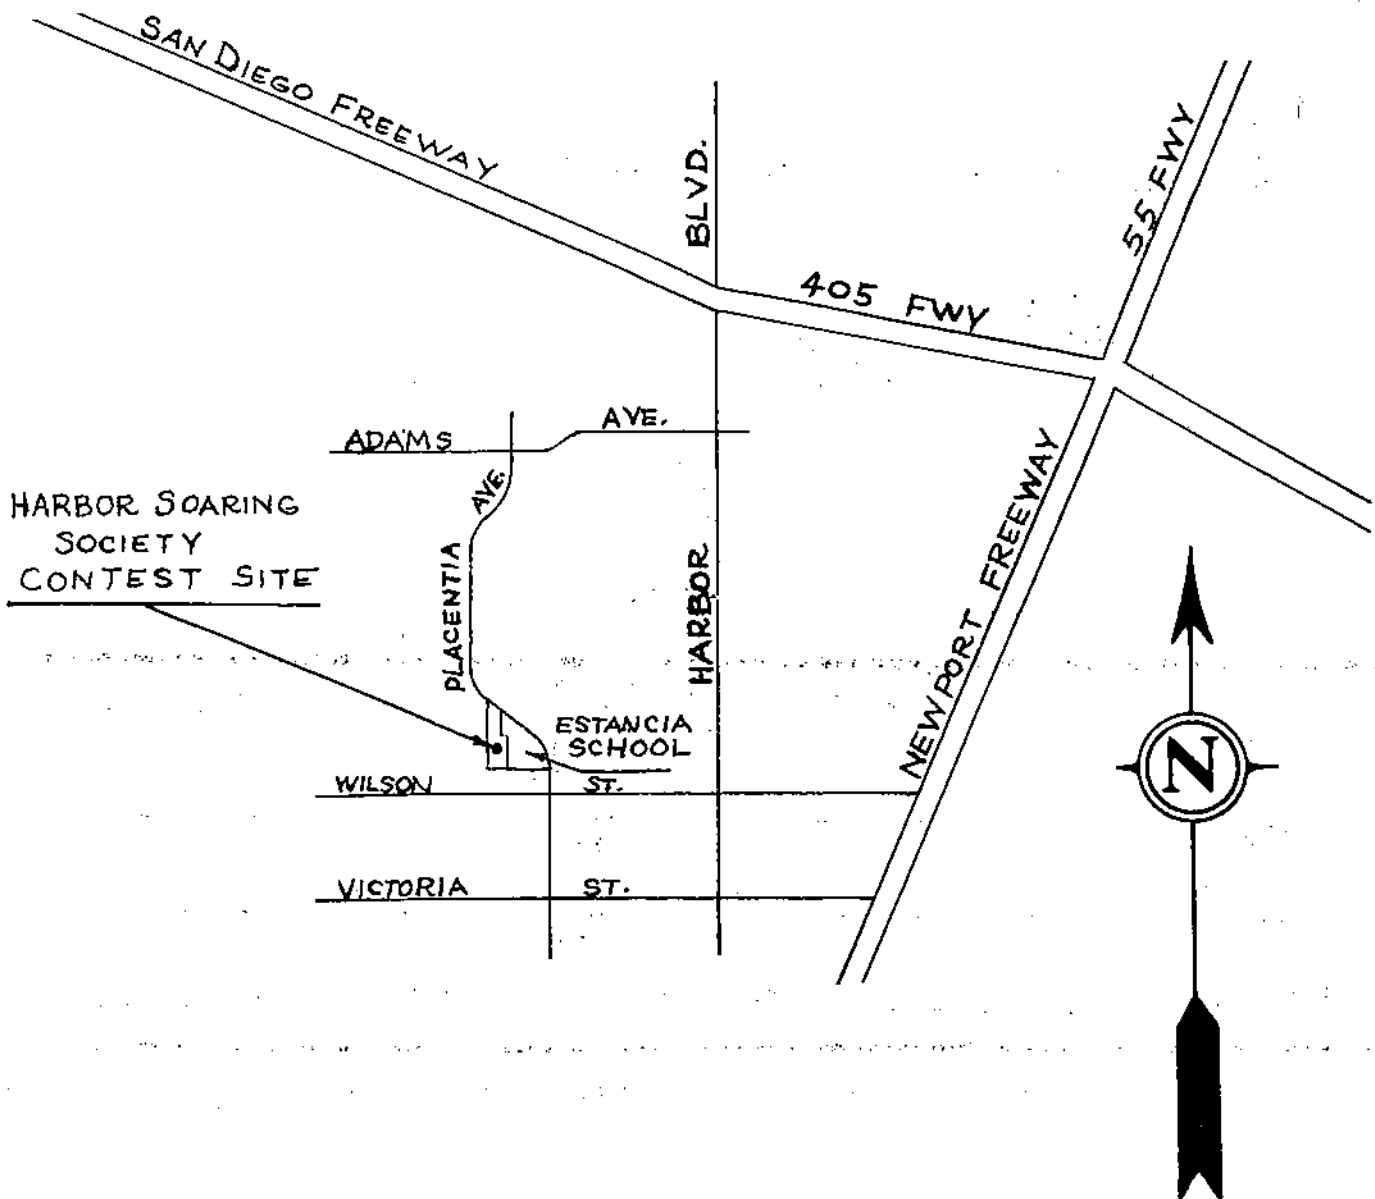 SAN DIEGO FREEWAY
BLVD.
55 FWY
405 FWY
ADAMS AVE.
AVE.
HARBOR SOARING
SOCIETY
CONTEST SITE
PLACENTIA
HARBOR
NEWPORT FREEWAY
ESTANCIA
SCHOOL
WILSON ST.
VICTORIA ST.
N